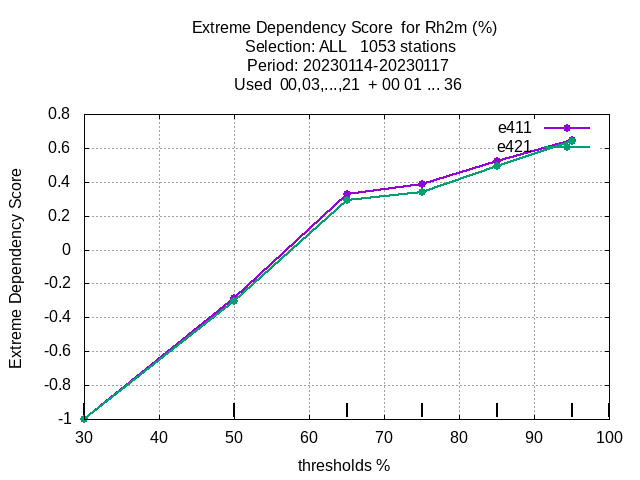 Extreme Dependency Score  for Rh2m (%)
Selection: ALL   1053 stations
Period: 20230114-20230117
Used  00,03,...,21  + 00 01 ... 36
e411
e421
Extreme Dependency Score
0.8
0.6
0.4
0.2
0
-0.2
-0.4
-0.6
-0.8
-1
30 40 50 60 70 80 90 100
thresholds %